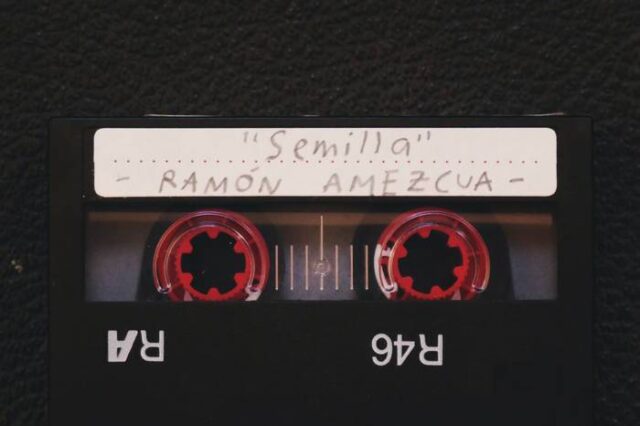 "Semilla"
- RAMÓN AMEZCUA -
RA R46